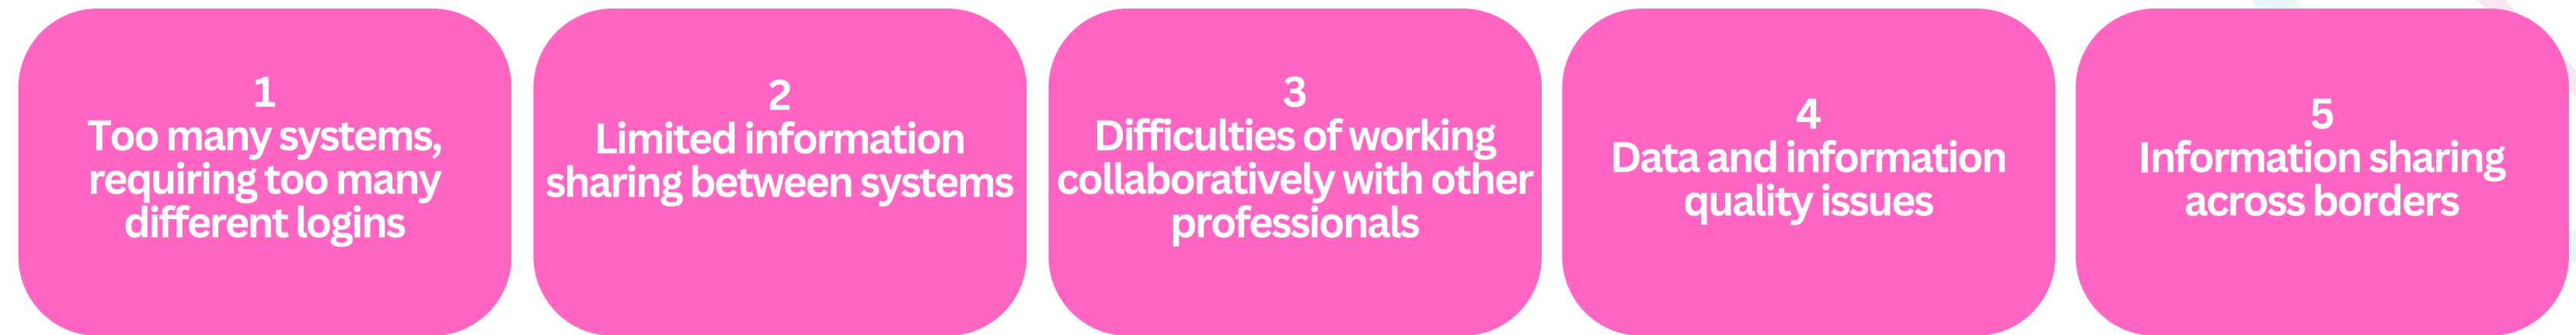 1
Too many systems,
requiring too many
different logins
2
Limited information
sharing between systems
3
Difficulties of working
collaboratively with other
professionals
4
Data and information
quality issues
5
Information sharing
across borders